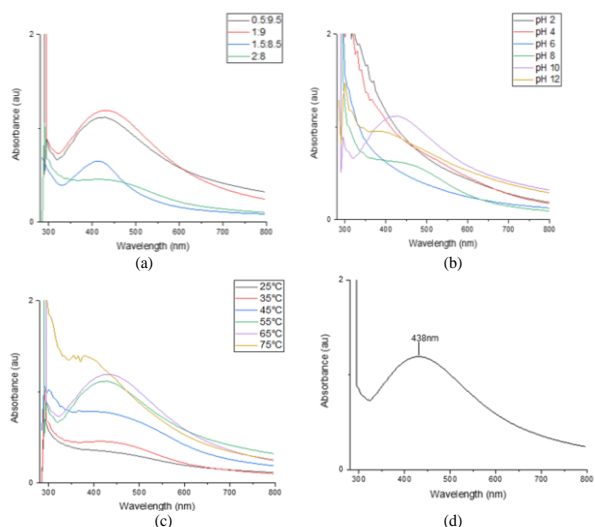 0.5:9.5
1:9
1.5:8.5
2:8
Absorbance (au)
2
1
0
300 400 500 600 700 800
Wavelength (nm)
(a)
pH 2
pH 4
pH 6
pH 8
pH 10
pH 12
Absorbance (au)
2
1
0
300 400 500 600 700 800
Wavelength (nm)
(b)
25°C
35°C
45°C
55°C
65°C
75°C
Absorbance (au)
2
1
0
300 400 500 600 700 800
Wavelength (nm)
(c)
438nm
Absorbance (au)
2
1
0
300 400 500 600 700 800
Wavelength (nm)
(d)